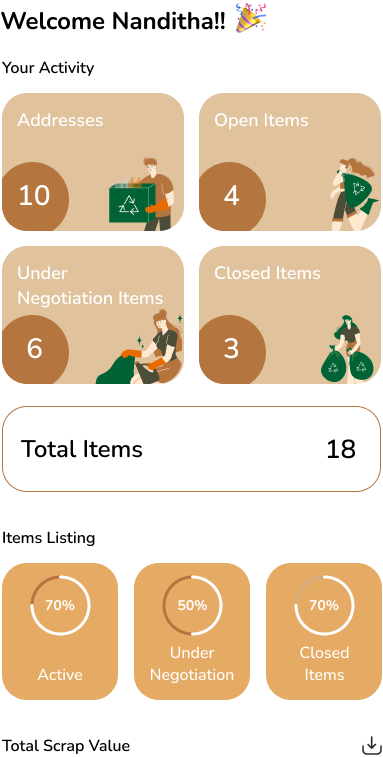 Welcome Nanditha!! 🎉
Your Activity
Addresses
10
Open Items
4
Under
Negotiation Items
6
Closed Items
3
Total Items 18
Items Listing
70%
Active
50%
Under
Negotiation
70%
Closed
Items
Total Scrap Value